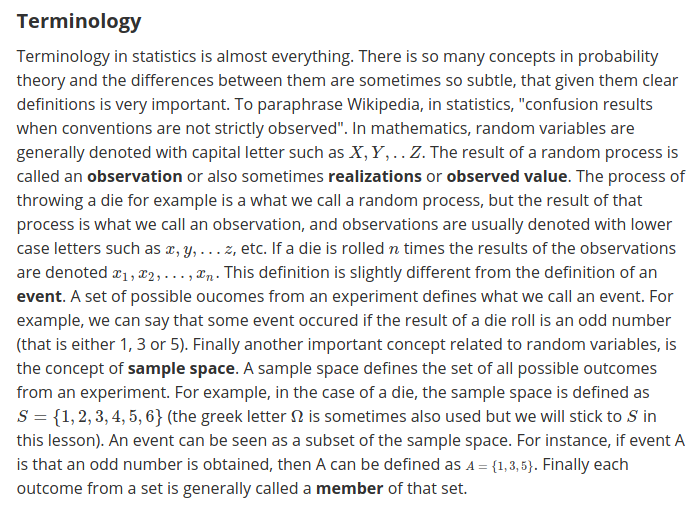 Terminology
Terminology in statistics is almost everything. There is so many concepts in probability
theory and the differences between them are sometimes so subtle, that given them clear
definitions is very important. To paraphrase Wikipedia, in statistics, "confusion results
when conventions are not strictly observed". In mathematics, random variables are
generally denoted with capital letter such as X, Y, . . Z. The result of a random process is
called an observation or also sometimes realizations or observed value. The process of
throwing a die for example is a what we call a random process, but the result of that
process is what we call an observation, and observations are usually denoted with lower
case letters such as x, y, . . . z, etc. If a die is rolled n times the results of the observations
are denoted x₁, x₂, . . . , xₙ. This definition is slightly different from the definition of an
event. A set of possible oucomes from an experiment defines what we call an event. For
example, we can say that some event occured if the result of a die roll is an odd number
(that is either 1, 3 or 5). Finally another important concept related to random variables, is
the concept of sample space. A sample space defines the set of all possible outcomes
from an experiment. For example, in the case of a die, the sample space is defined as
S = {1, 2, 3, 4, 5, 6} (the greek letter Ω is sometimes also used but we will stick to S in
this lesson). An event can be seen as a subset of the sample space. For instance, if event A
is that an odd number is obtained, then A can be defined as A = {1, 3, 5}. Finally each
outcome from a set is generally called a member of that set.